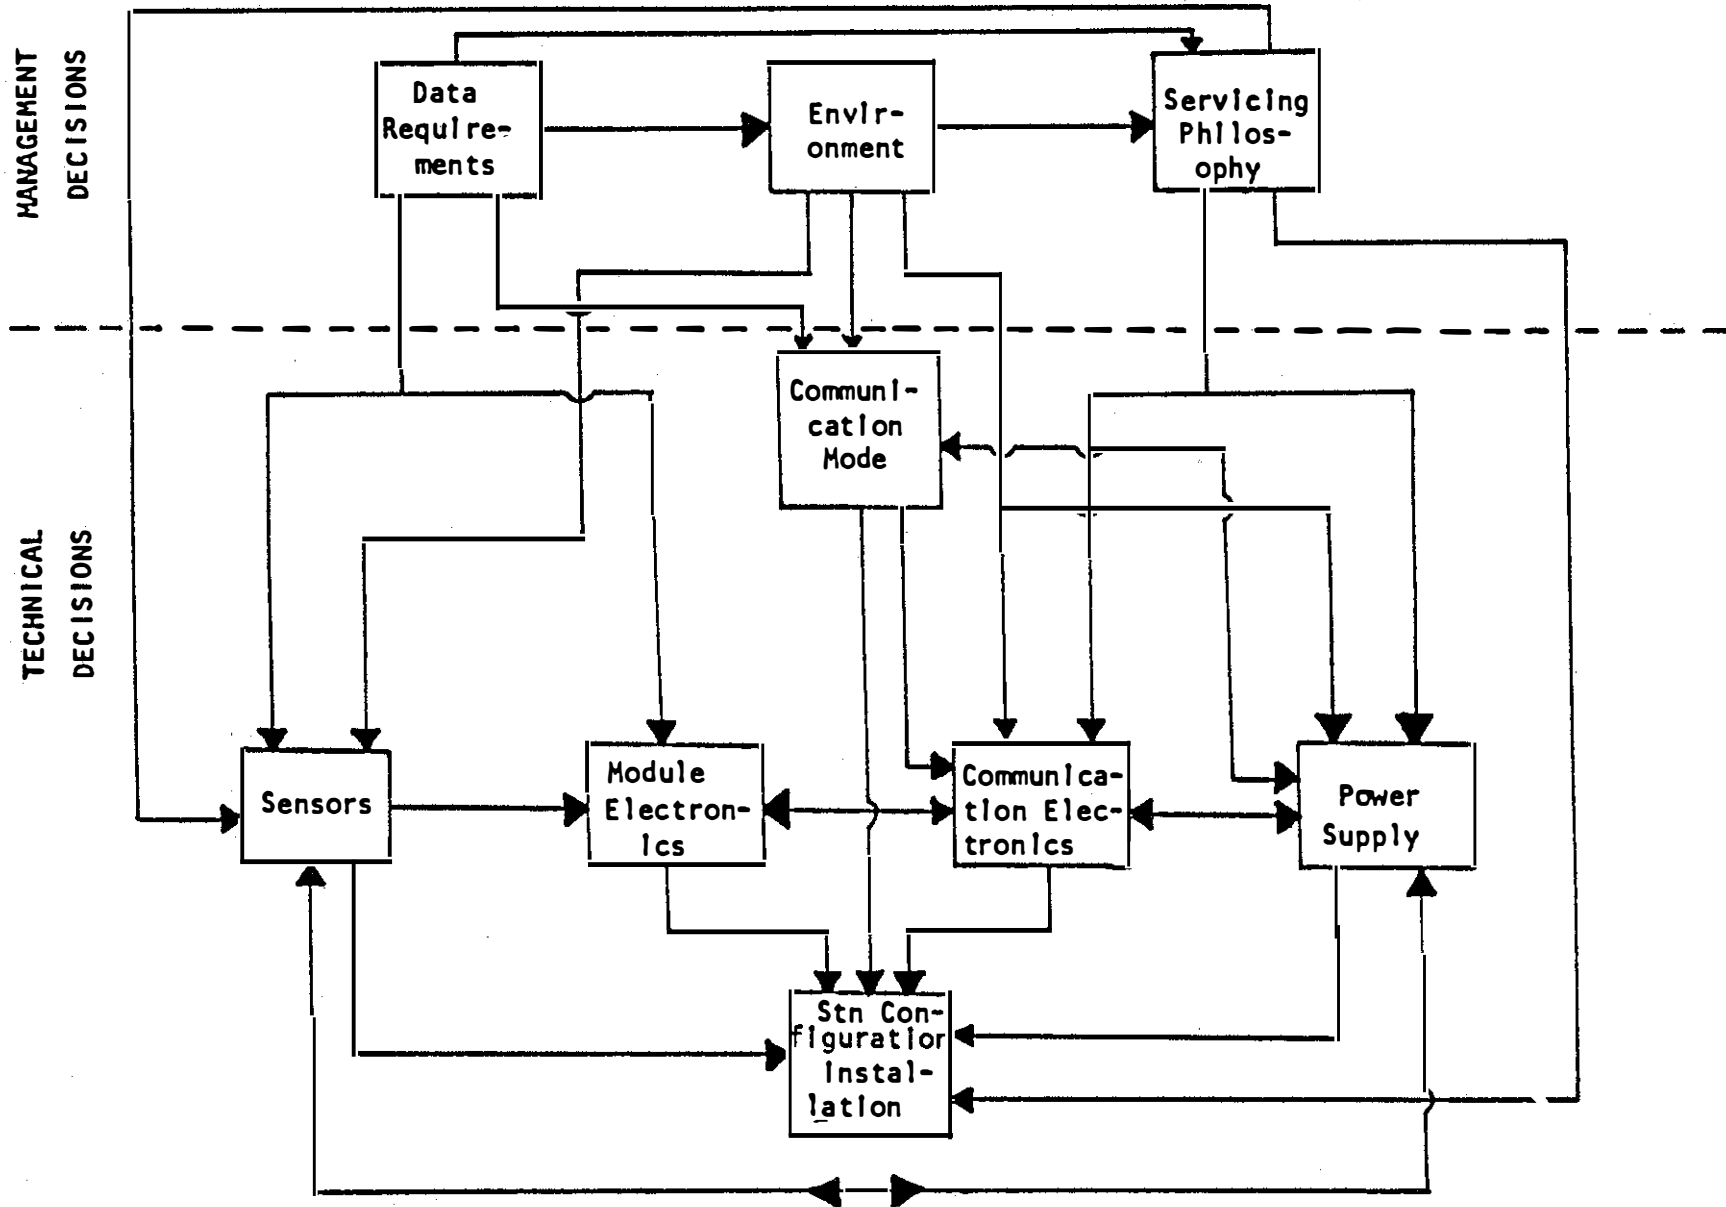 MANAGEMENT
DECISIONS
Data
Require-
ments
Envir-
onment
Servicing
Philos-
ophy
TECHNICAL
DECISIONS
Communi-
cation
Mode
Sensors
Module
Electron-
ics
Communica-
tion Elec-
tronics
Power
Supply
Stn Con-
figuration
Instal-
lation